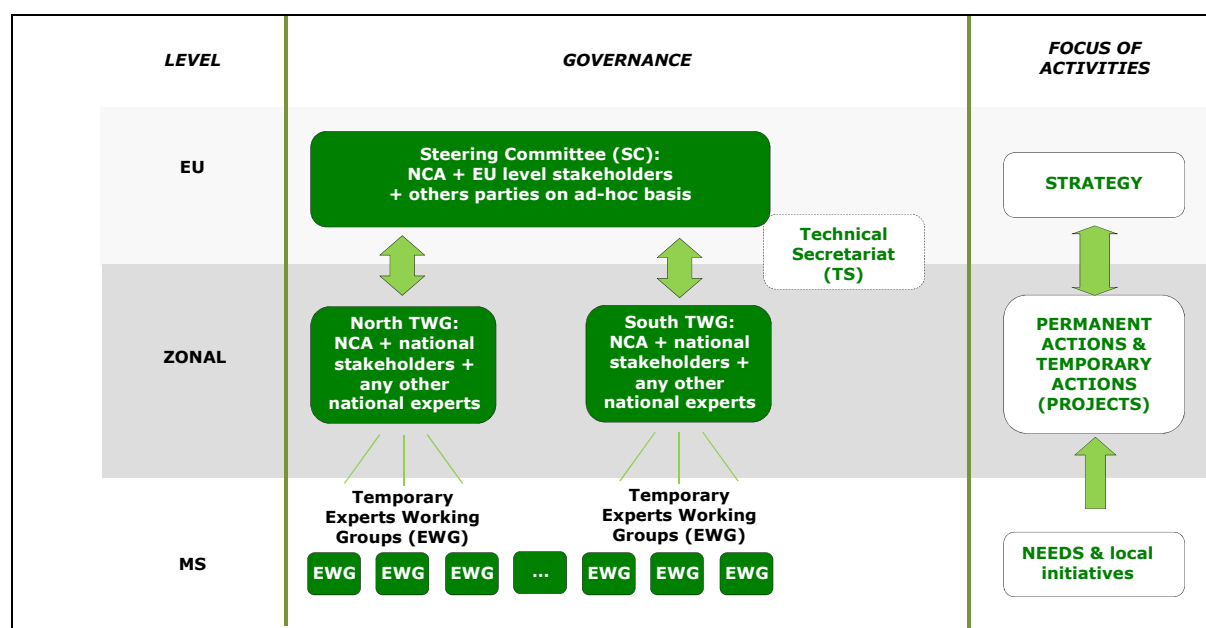 LEVEL
GOVERNANCE
FOCUS OF
ACTIVITIES
EU
Steering Committee (SC):
NCA + EU level stakeholders
+ others parties on ad-hoc basis
STRATEGY
Technical
Secretariat
(TS)
ZONAL
North TWG:
NCA + national
stakeholders +
any other
national experts
South TWG:
NCA + national
stakeholders +
any other
national experts
PERMANENT
ACTIONS &
TEMPORARY
ACTIONS
(PROJECTS)
MS
Temporary
Experts Working
Groups (EWG)
Temporary
Experts Working
Groups (EWG)
EWG EWG EWG ... EWG EWG EWG
NEEDS & local
initiatives